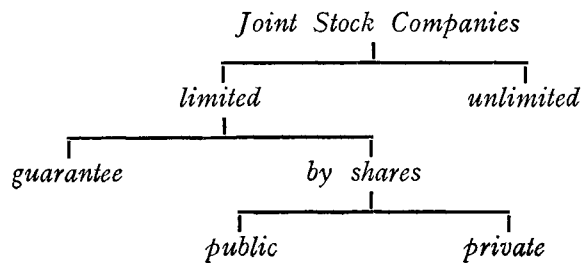 Joint Stock Companies
limited unlimited
guarantee by shares
public private